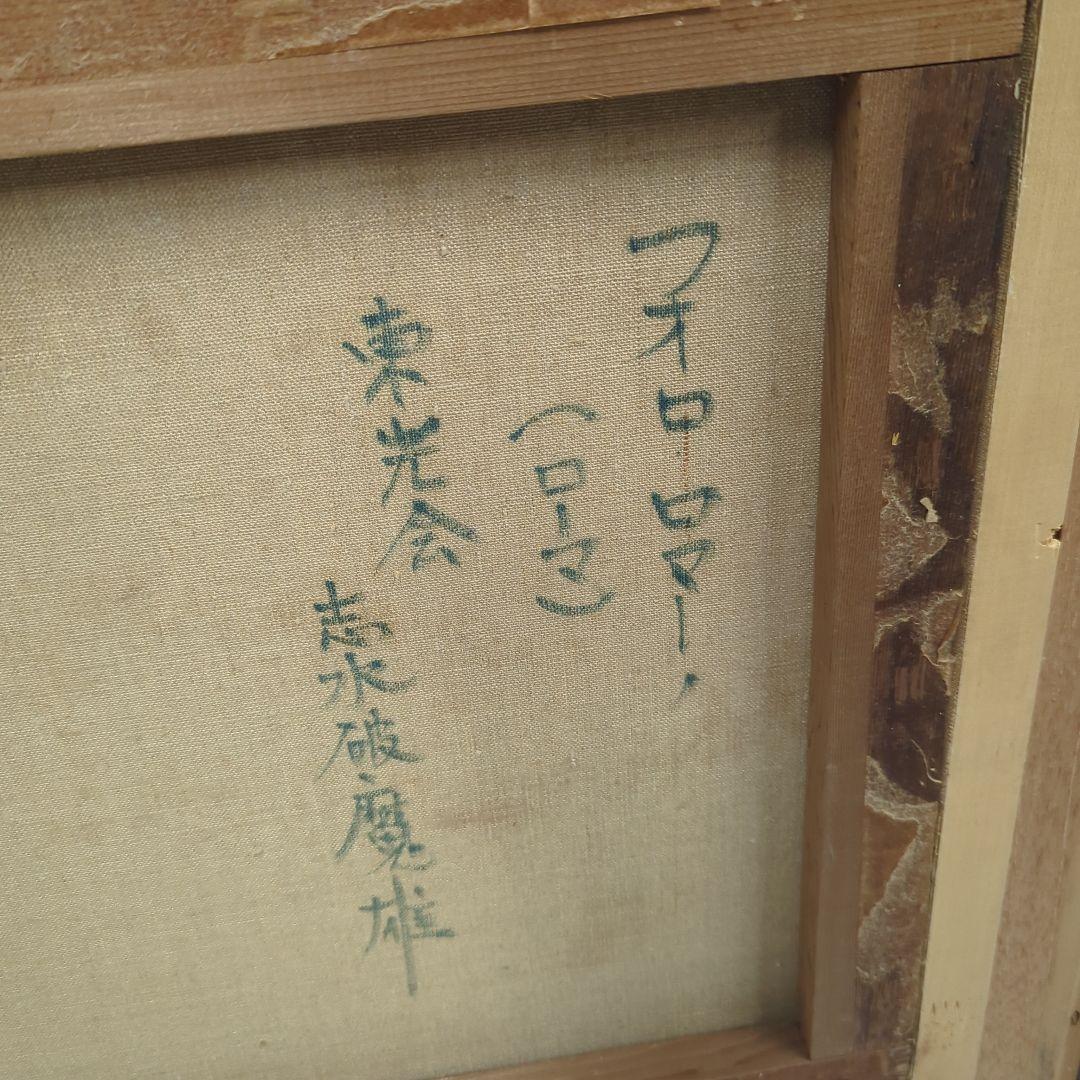 フオロ ロマーノ
(ローマ)
東光会
志水破魔雄